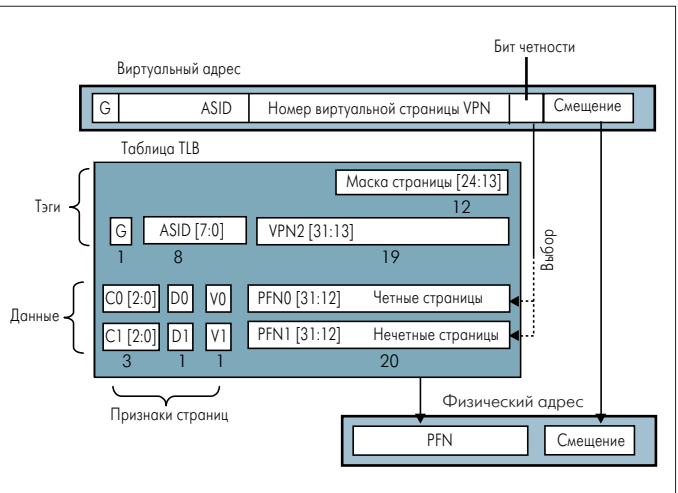 Бит четности
Виртуальный адрес
G ASID Номер виртуальной страницы VPN Смещение
Таблица TLB
Маска страницы [24:13]
12
Тэги
G ASID [7:0] VPN2 [31:13]
1 8 19
Выбор
Данные
C0 [2:0] D0 V0 PFN0 [31:12] Четные страницы
C1 [2:0] D1 V1 PFN1 [31:12] Нечетные страницы
3 1 1 20
Признаки страниц
Физический адрес
PFN Смещение